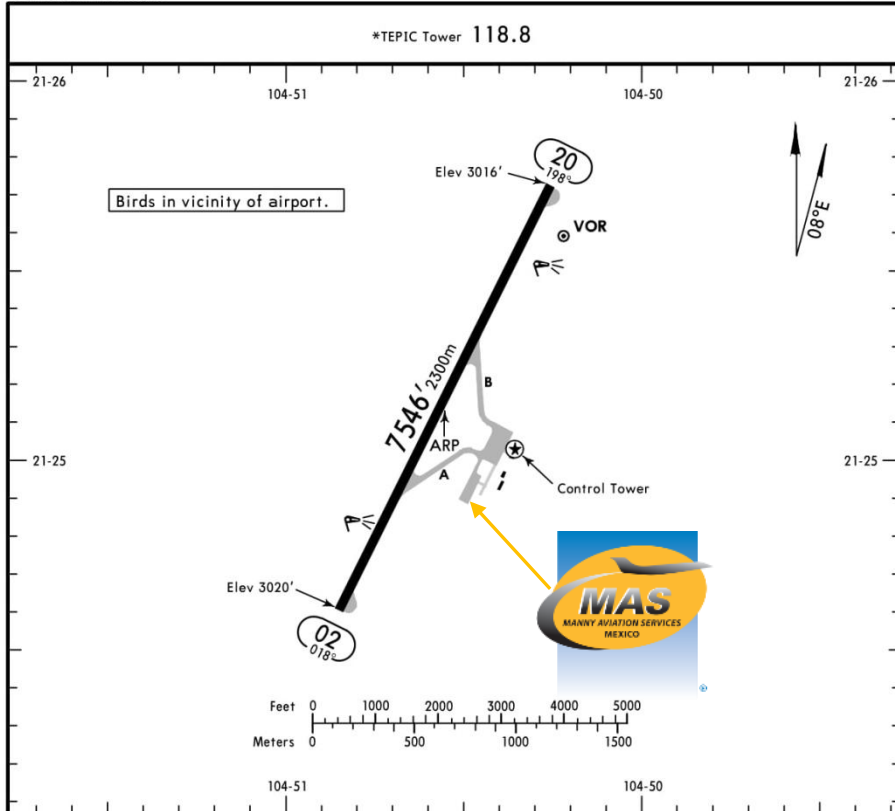 *TEPIC Tower 118.8
21-26
21-26
104-51
104-50
20
198°
Elev 3016'
Birds in vicinity of airport.
VOR
08°E
7546' 2300m
B
ARP
A
21-25
21-25
Control Tower
MAS
MANNY AVIATION SERVICES
MEXICO
®
Elev 3020'
02
018°
Feet 0 1000 2000 3000 4000 5000
Meters 0 500 1000 1500
104-51
104-50